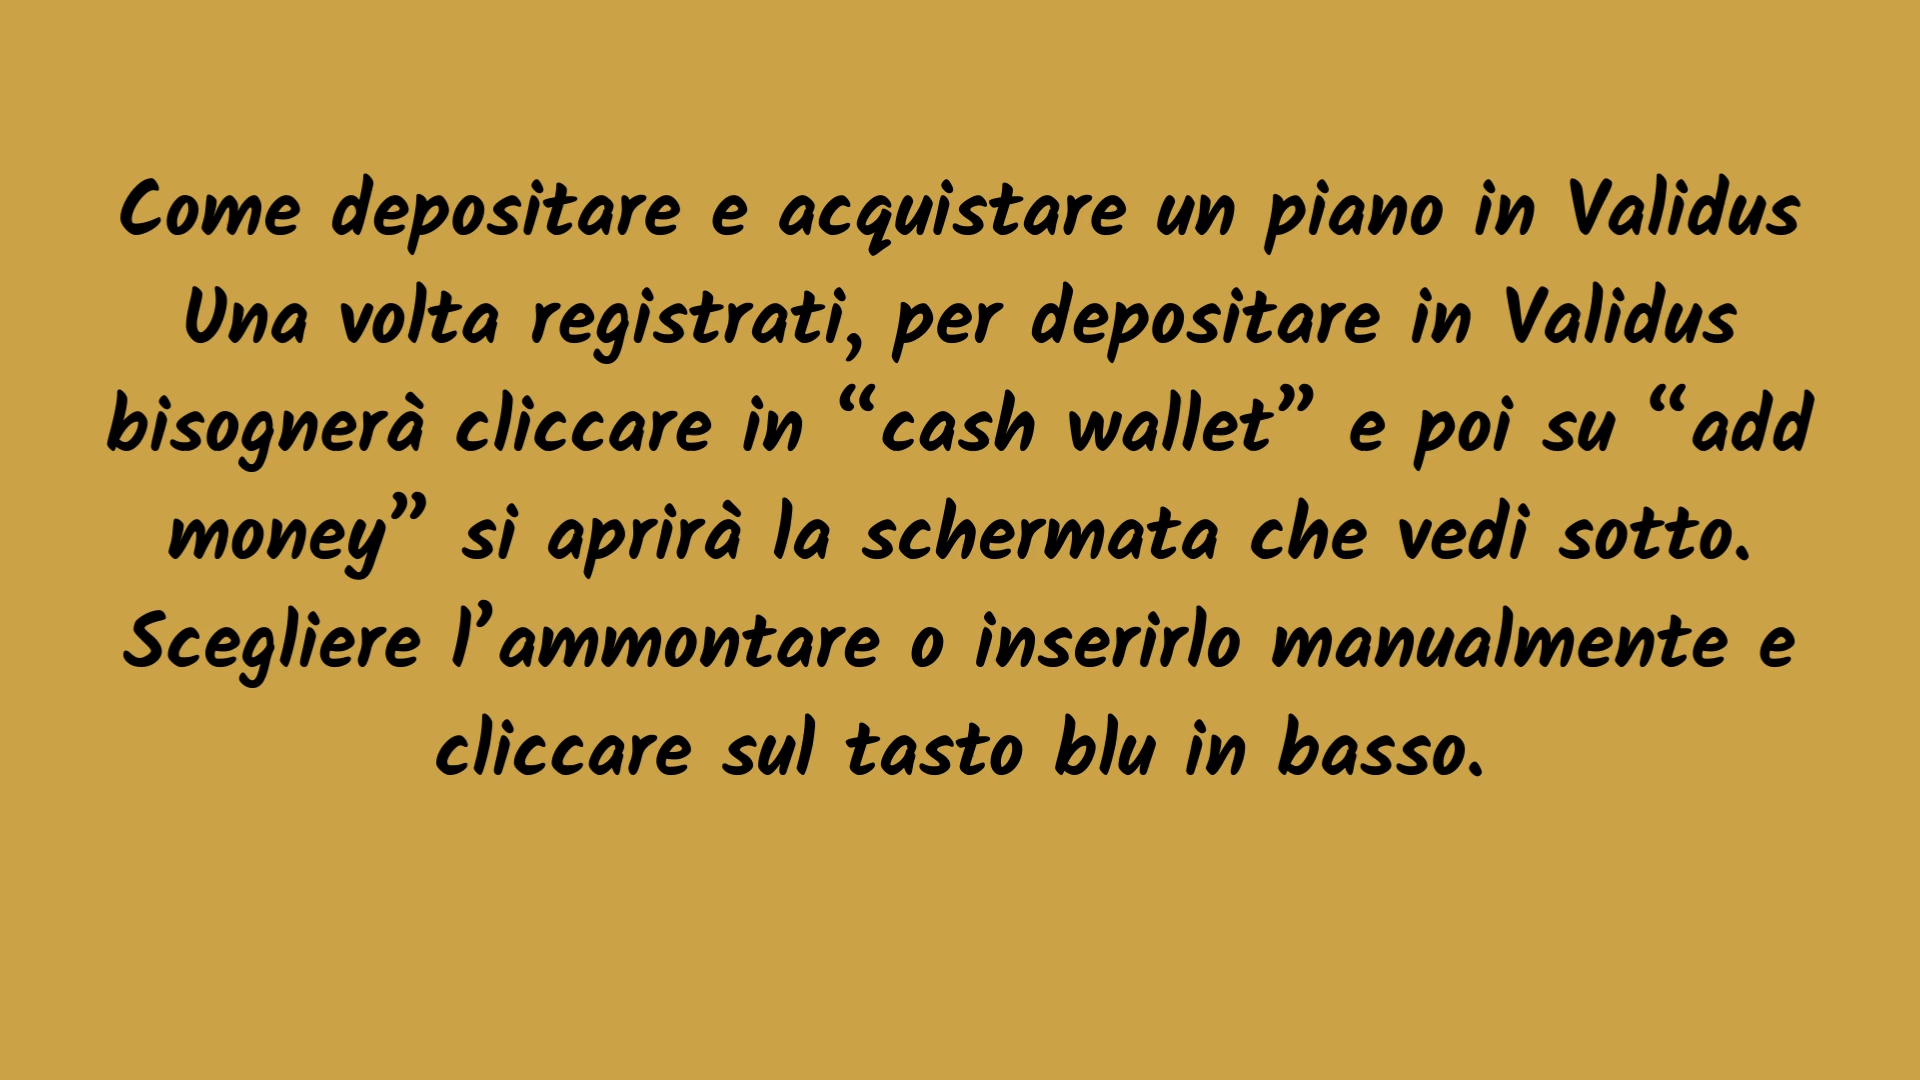 Come depositare e acquistare un piano in Validus
Una volta registrati, per depositare in Validus
bisognerà cliccare in “cash wallet” e poi su “add
money” si aprirà la schermata che vedi sotto.
Scegliere l’ammontare o inserirlo manualmente e
cliccare sul tasto blu in basso.